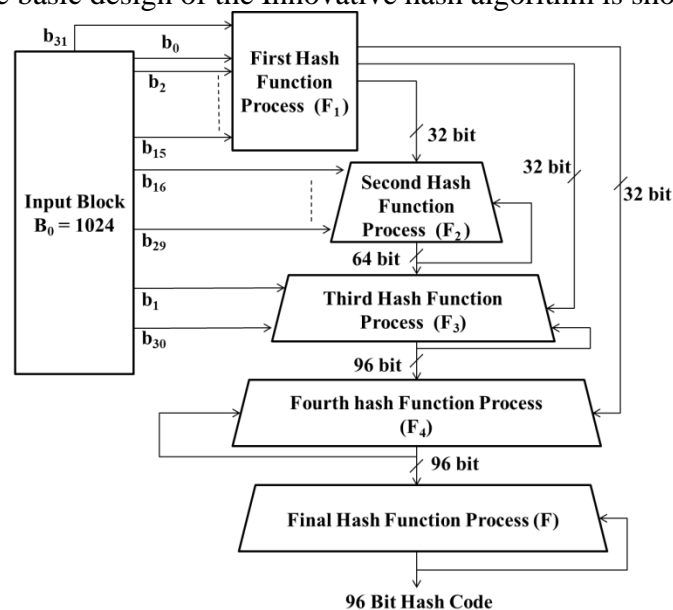 e basic design of the Innovative hash algorithm is sho
b31
b0
b2
First Hash
Function
Process (F1)
b15
32 bit
32 bit
32 bit
b16
Input Block
B0 = 1024
Second Hash
Function
Process (F2)
b29
64 bit
b1
Third Hash Function
Process (F3)
b30
96 bit
Fourth hash Function Process
(F4)
96 bit
Final Hash Function Process (F)
96 Bit Hash Code